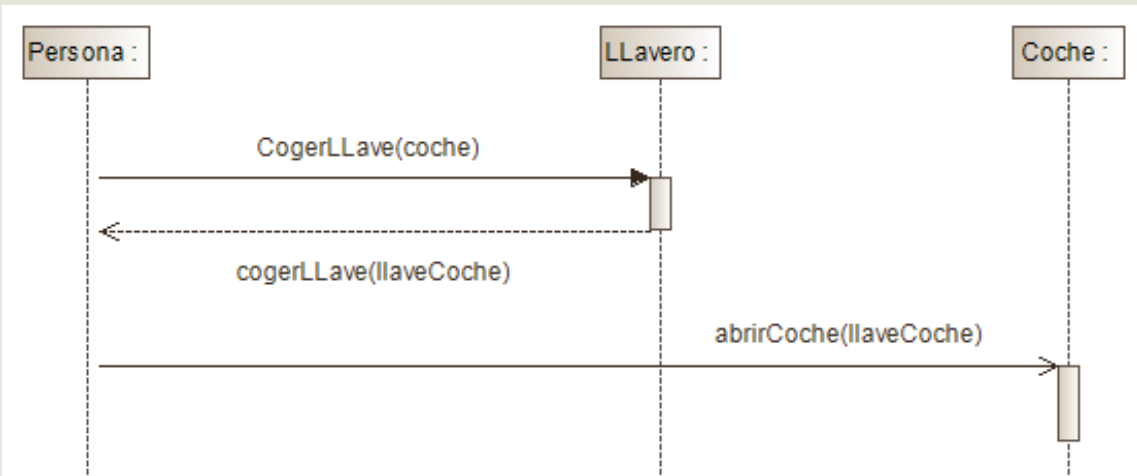 Persona :
LLavero :
Coche :
CogerLLave(coche)
cogerLLave(llaveCoche)
abrirCoche(llaveCoche)